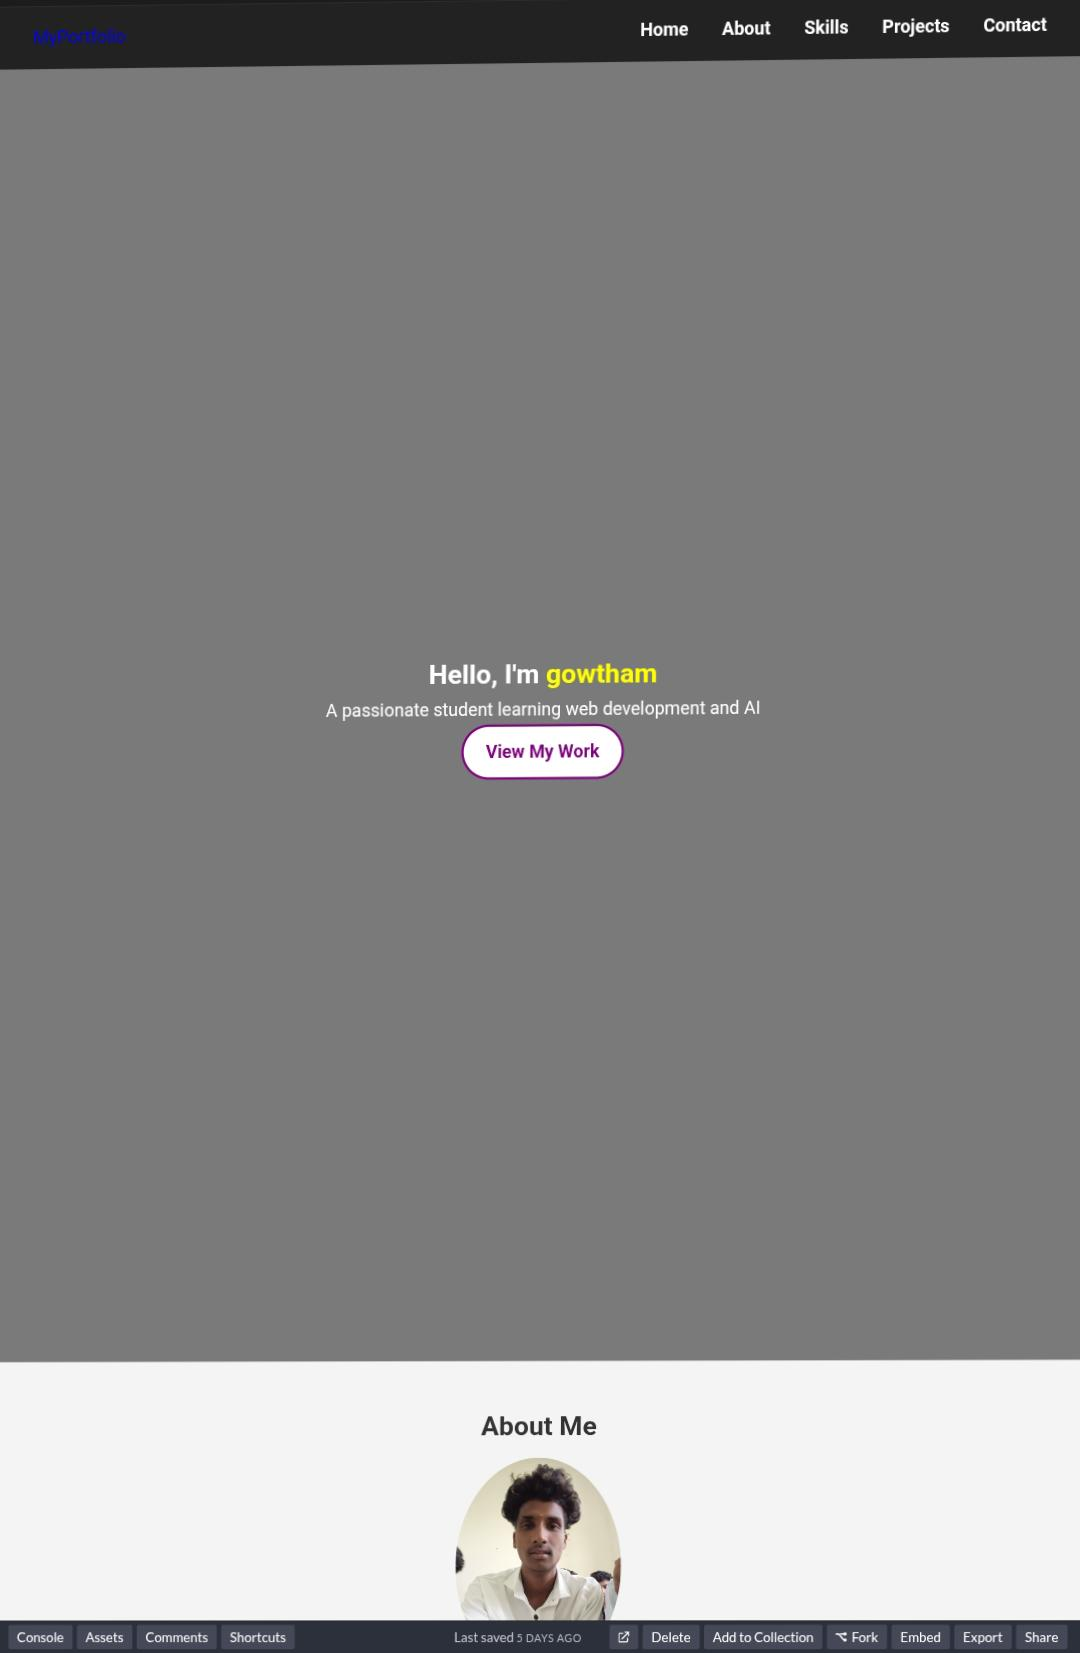 MyPortfolio
Home About Skills Projects Contact
Hello, I'm gowtham
A passionate student learning web development and AI
View My Work
About Me
Console Assets Comments Shortcuts Last saved 5 DAYS AGO Delete Add to Collection Fork Embed Export Share